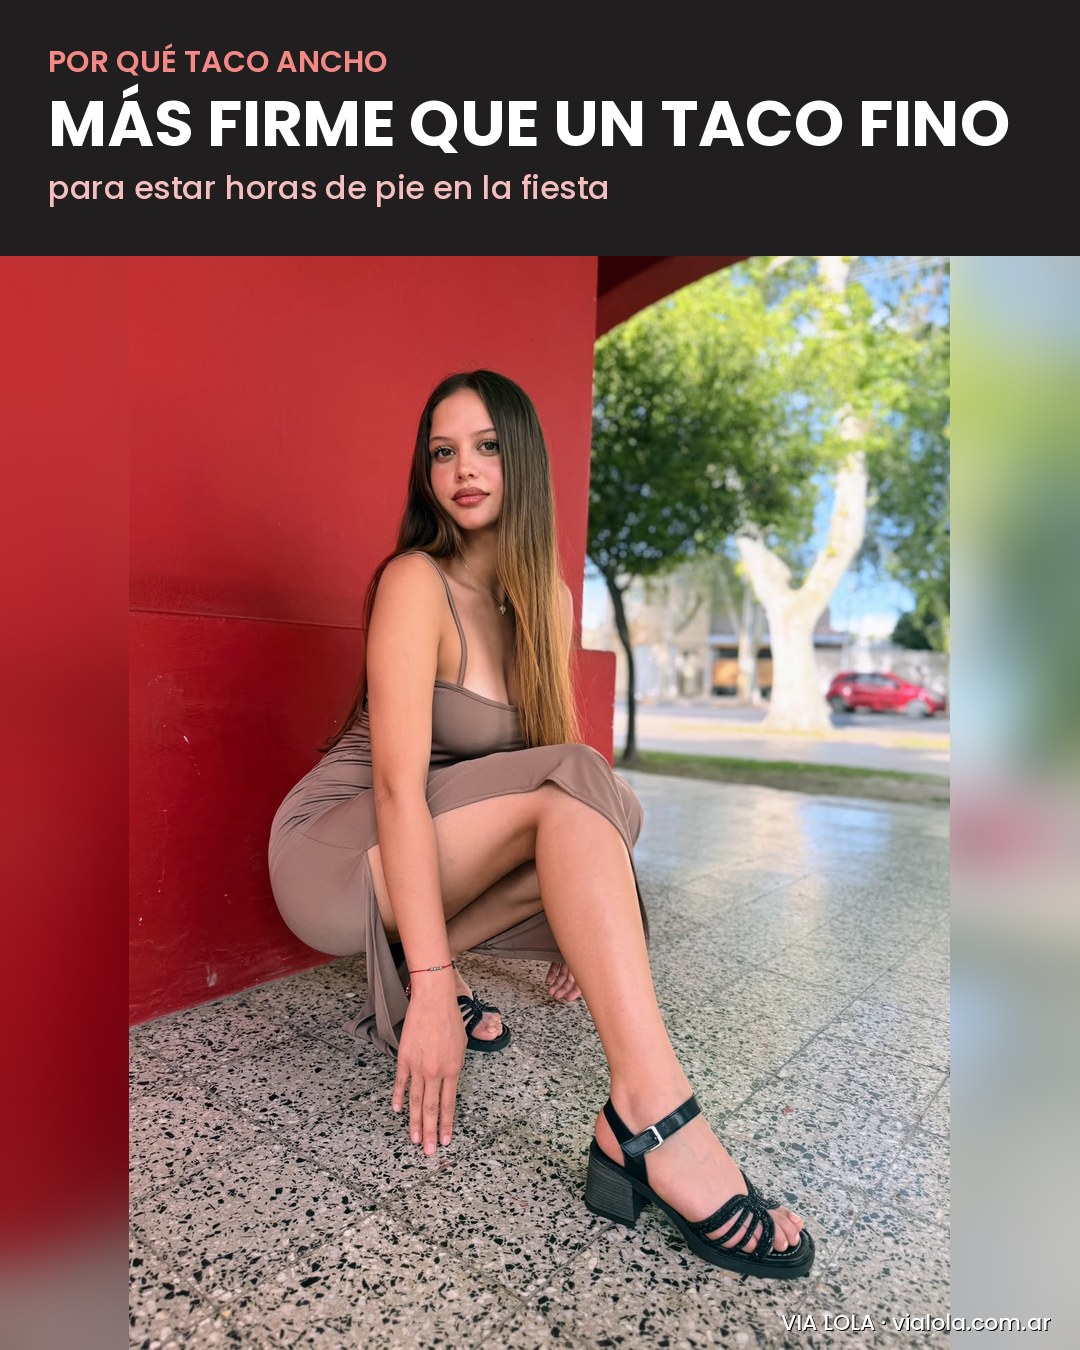 POR QUÉ TACO ANCHO
MÁS FIRME QUE UN TACO FINO
para estar horas de pie en la fiesta
VIA LOLA · vialola.com.ar